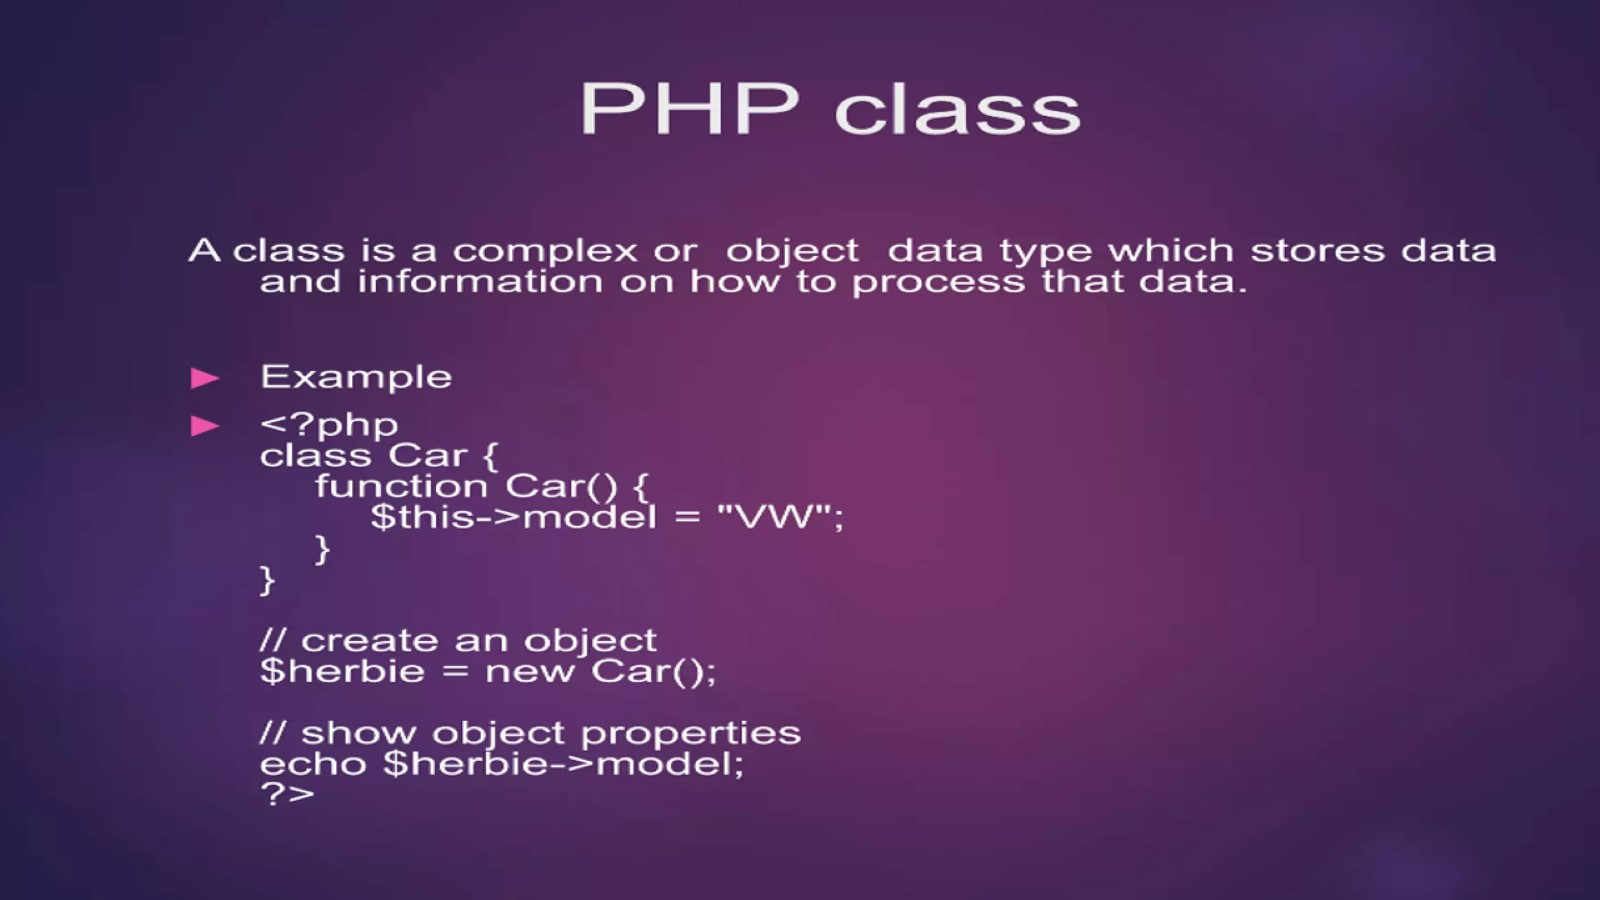 PHP class
A class is a complex or object data type which stores data
and information on how to process that data.
Example
<?php
class Car {
function Car() {
$this->model = "VW";
}
}
// create an object
$herbie = new Car();
// show object properties
echo $herbie->model;
?>